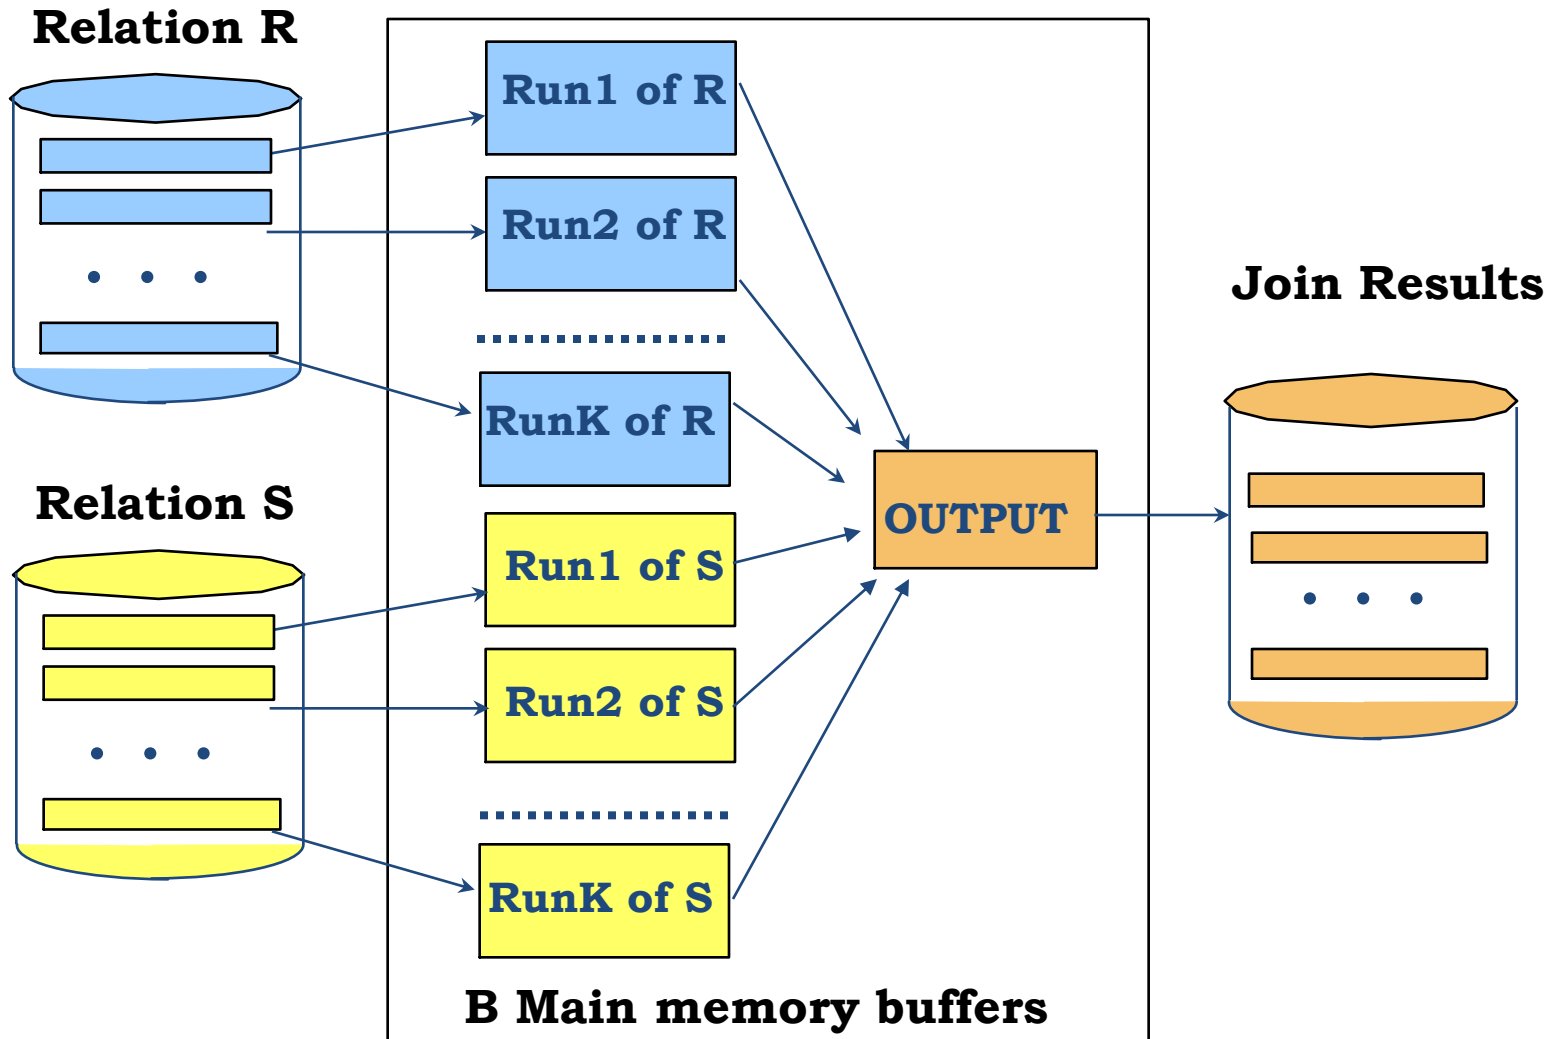 Relation R
Run1 of R
Run2 of R
RunK of R
Relation S
Run1 of S
Run2 of S
RunK of S
OUTPUT
Join Results
B Main memory buffers